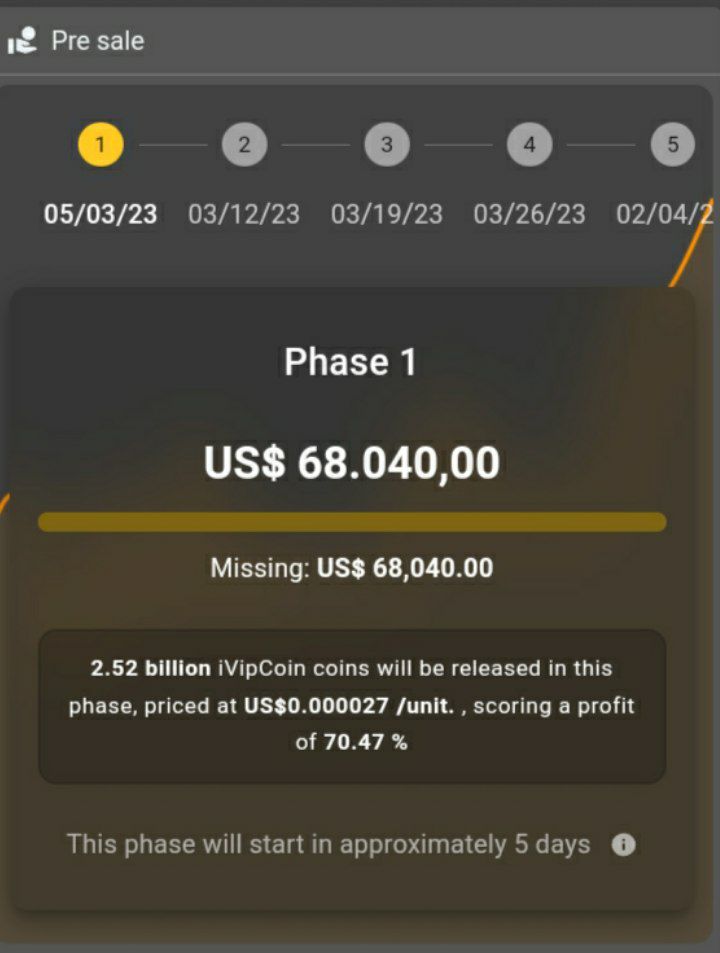 Pre sale
1 2 3 4 5
05/03/23 03/12/23 03/19/23 03/26/23 02/04/2
Phase 1
US$ 68.040,00
Missing: US$ 68,040.00
2.52 billion iVipCoin coins will be released in this
phase, priced at US$0.000027 /unit. , scoring a profit
of 70.47 %
This phase will start in approximately 5 days